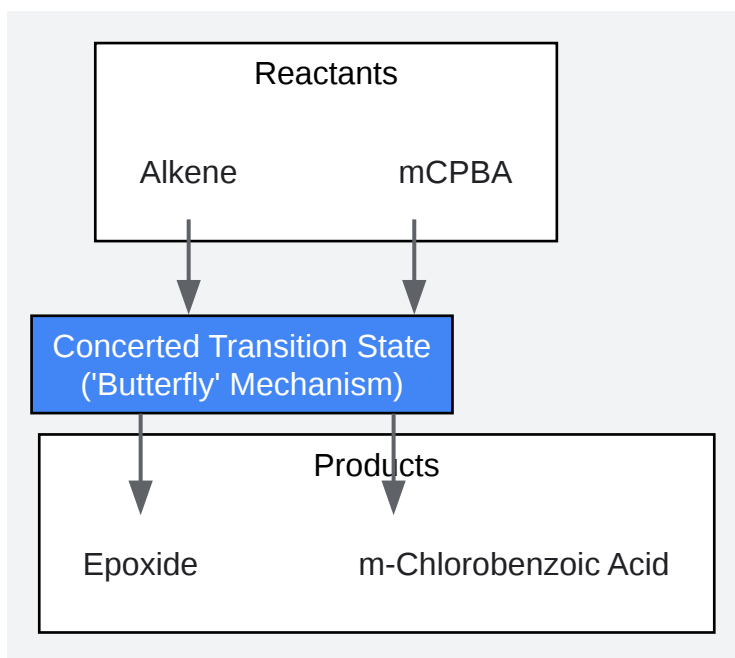 Reactants
Alkene
mCPBA
Concerted Transition State
('Butterfly' Mechanism)
Products
Epoxide
m-Chlorobenzoic Acid